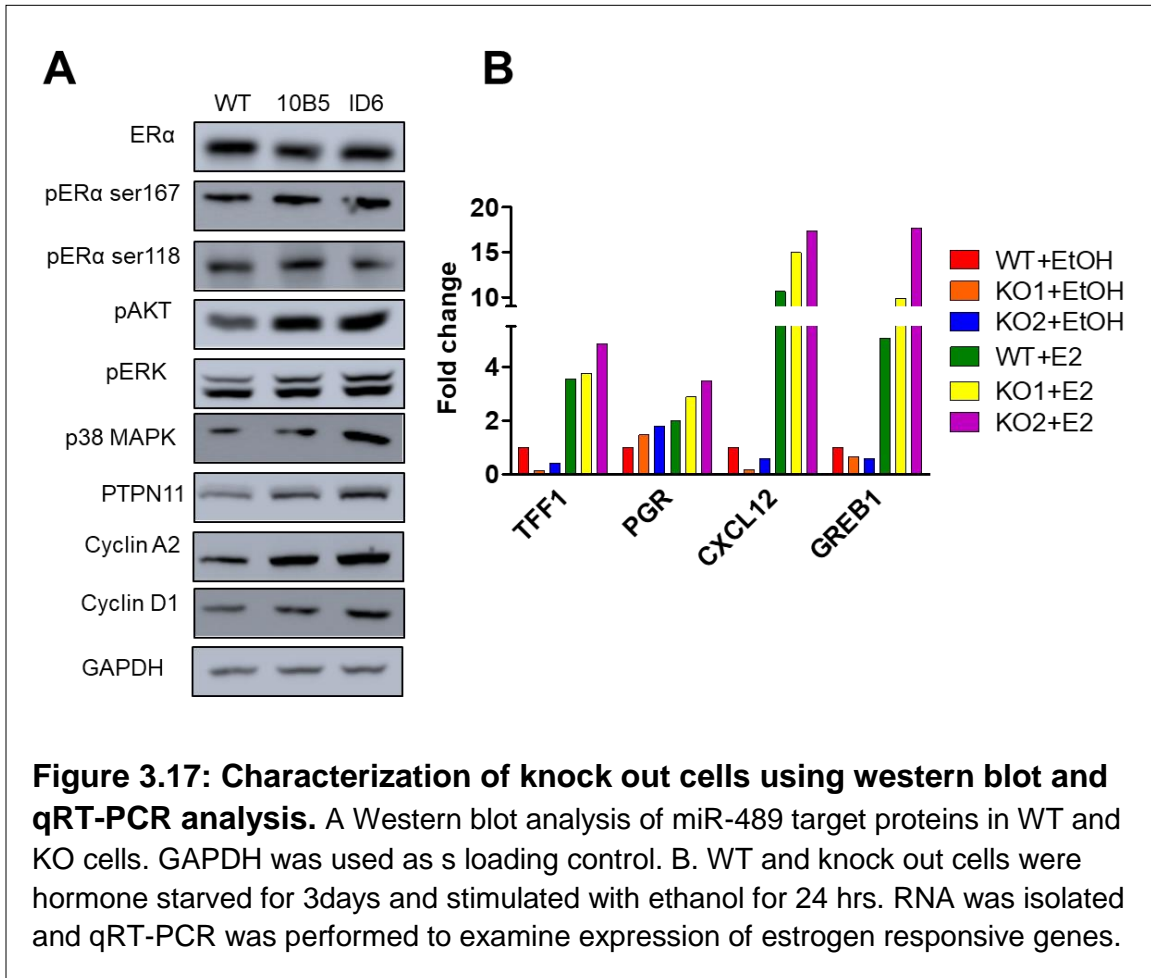 A
B
WT 10B5 ID6
ERα
pERα ser167
pERα ser118
pAKT
pERK
p38 MAPK
PTPN11
Cyclin A2
Cyclin D1
GAPDH
Fold change
20
15
10
4
2
0
TFF1
PGR
CXCL12
GREB1
WT+EtOH
KO1+EtOH
KO2+EtOH
WT+E2
KO1+E2
KO2+E2
Figure 3.17: Characterization of knock out cells using western blot and
qRT-PCR analysis. A Western blot analysis of miR-489 target proteins in WT and
KO cells. GAPDH was used as s loading control. B. WT and knock out cells were
hormone starved for 3days and stimulated with ethanol for 24 hrs. RNA was isolated
and qRT-PCR was performed to examine expression of estrogen responsive genes.